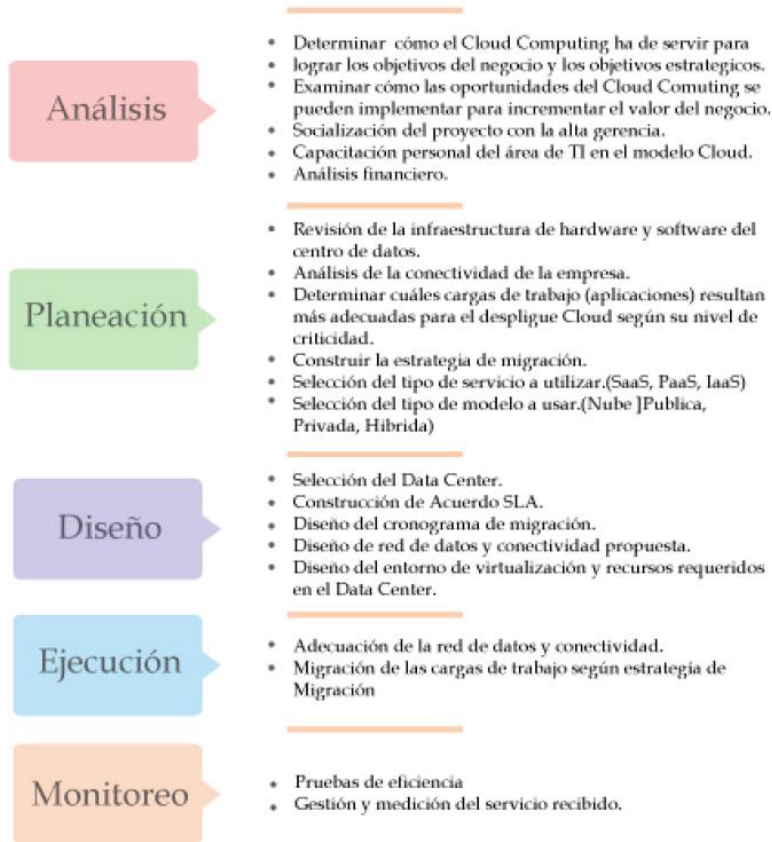 Análisis
• Determinar cómo el Cloud Computing ha de servir para
• lograr los objetivos del negocio y los objetivos estrategicos.
• Examinar cómo las oportunidades del Cloud Comuting se
pueden implementar para incrementar el valor del negocio.
• Socialización del proyecto con la alta gerencia.
• Capacitación personal del área de TI en el modelo Cloud.
• Análisis financiero.
Planeación
• Revisión de la infraestructura de hardware y software del
centro de datos.
• Análisis de la conectividad de la empresa.
• Determinar cuáles cargas de trabajo (aplicaciones) resultan
más adecuadas para el despligue Cloud según su nivel de
criticidad.
• Construir la estrategia de migración.
• Selección del tipo de servicio a utilizar.(SaaS, PaaS, IaaS)
• Selección del tipo de modelo a usar.(Nube ]Publica,
Privada, Hibrida)
Diseño
• Selección del Data Center.
• Construcción de Acuerdo SLA.
• Diseño del cronograma de migración.
• Diseño de red de datos y conectividad propuesta.
• Diseño del entorno de virtualización y recursos requeridos
en el Data Center.
Ejecución
• Adecuación de la red de datos y conectividad.
• Migración de las cargas de trabajo según estrategía de
Migración
Monitoreo
• Pruebas de eficiencia
• Gestión y medición del servicio recibido.